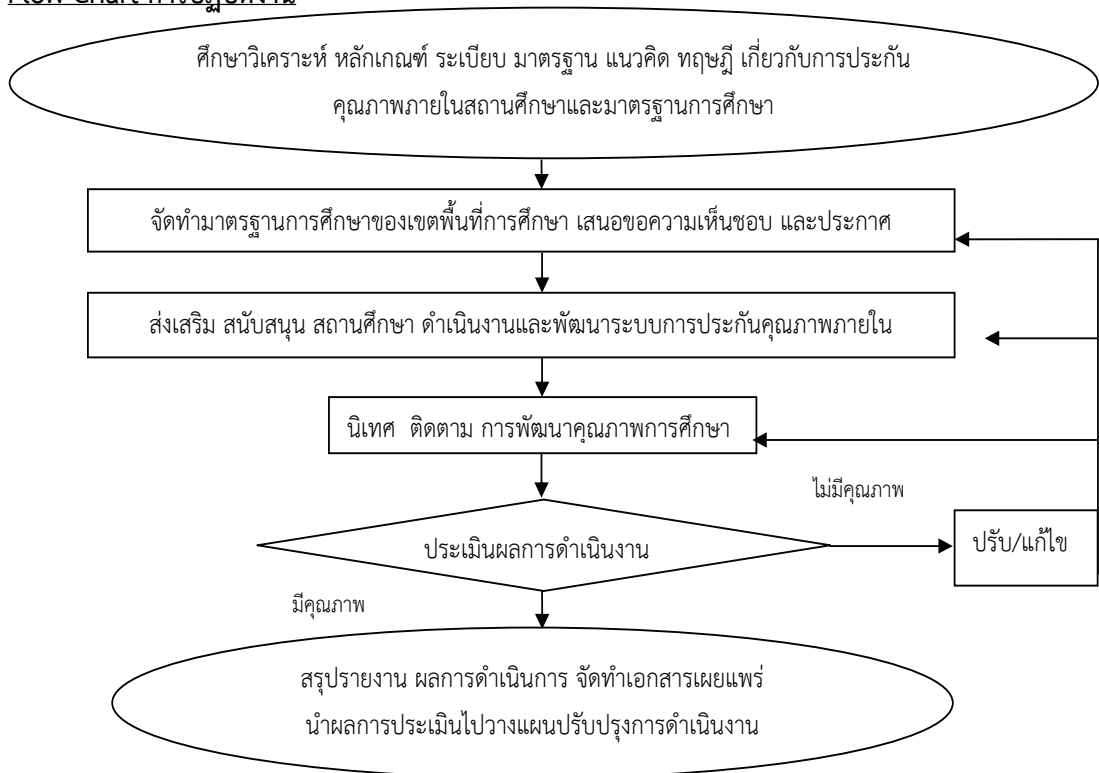 Flow Chart การปฏิบัติงาน
ศึกษาวิเคราะห์ หลักเกณฑ์ ระเบียบ มาตรฐาน แนวคิด ทฤษฎี เกี่ยวกับการประกัน
คุณภาพภายในสถานศึกษาและมาตรฐานการศึกษา
จัดทำมาตรฐานการศึกษาของเขตพื้นที่การศึกษา เสนอขอความเห็นชอบ และประกาศ
ส่งเสริม สนับสนุน สถานศึกษา ดำเนินงานและพัฒนาระบบการประกันคุณภาพภายใน
นิเทศ ติดตาม การพัฒนาคุณภาพการศึกษา
ไม่มีคุณภาพ
ประเมินผลการดำเนินงาน
ปรับ/แก้ไข
มีคุณภาพ
สรุปรายงาน ผลการดำเนินการ จัดทำเอกสารเผยแพร่
นำผลการประเมินไปวางแผนปรับปรุงการดำเนินงาน